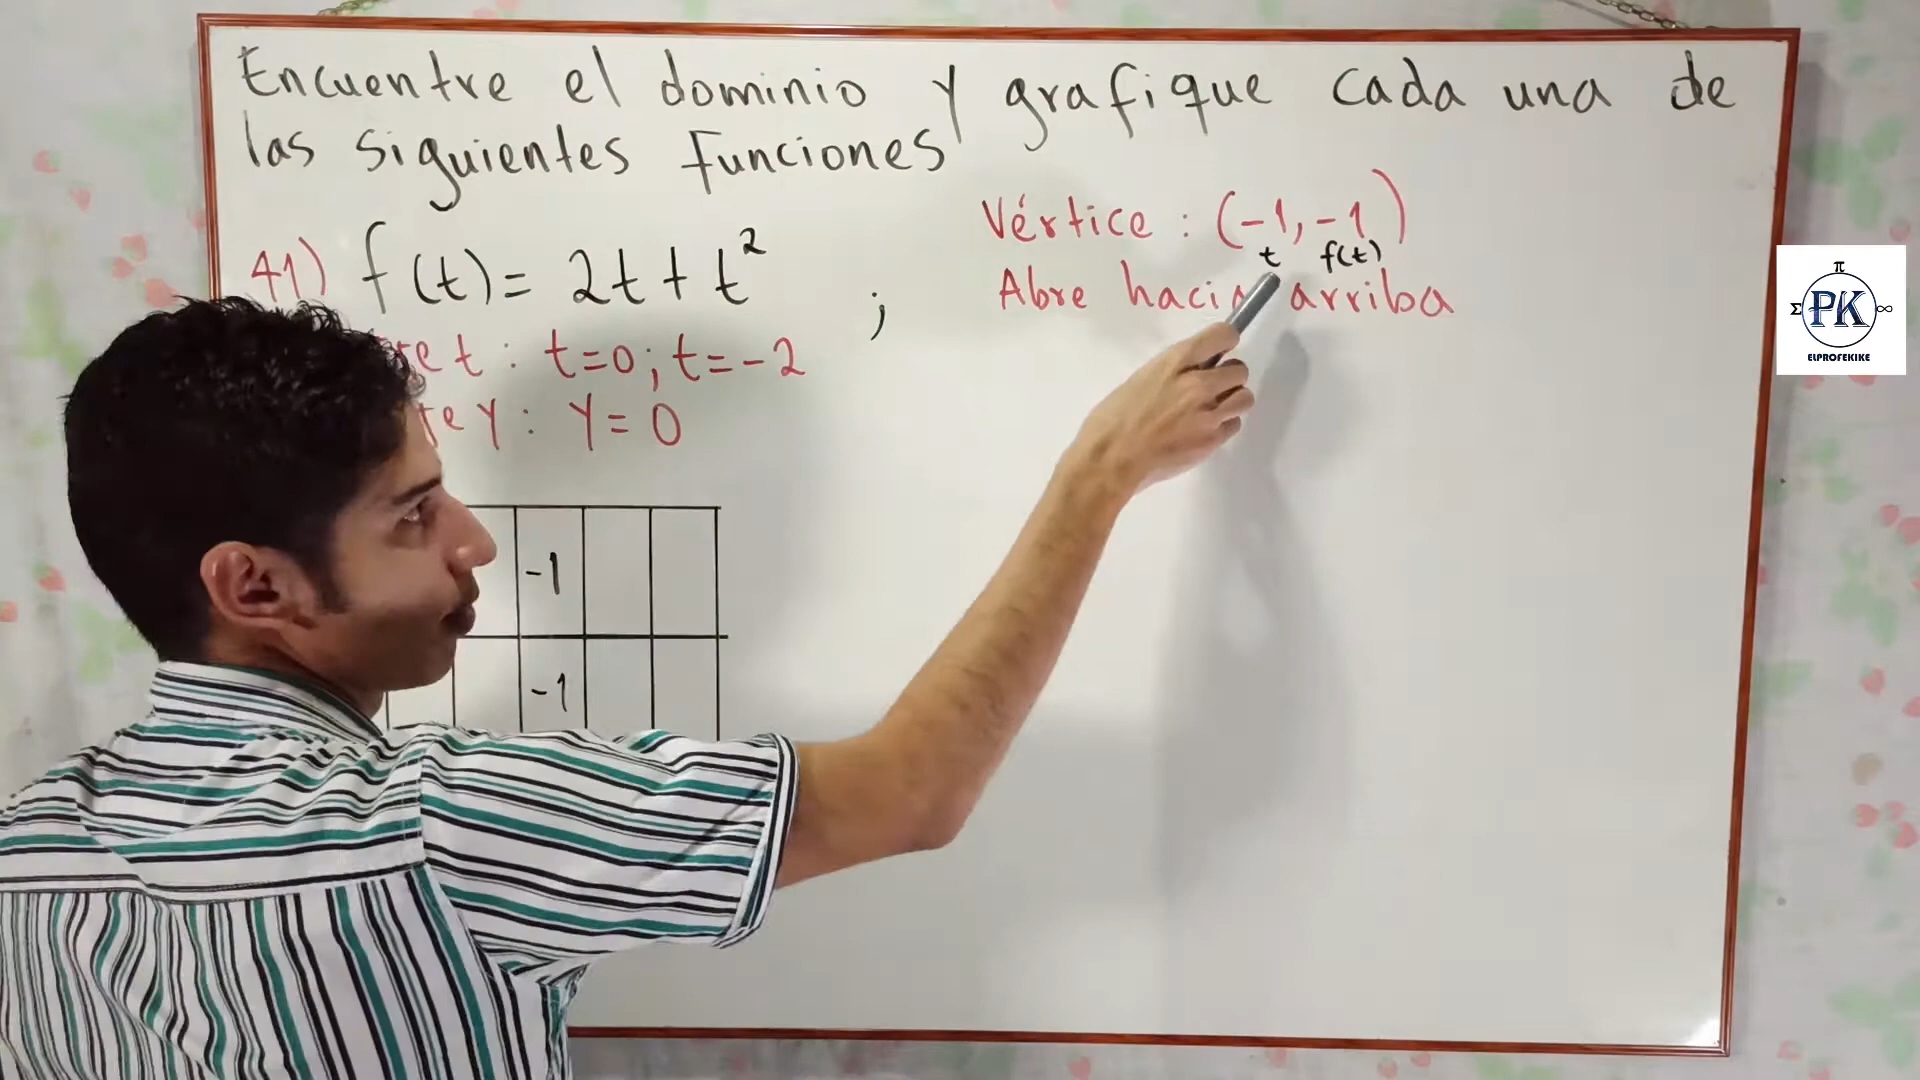 Encuentre el dominio y grafique cada una de
las siguientes funciones
41) f(t) = 2t + t² ;
t : t=0; t=-2
y : y = 0
Vértice : (-1, -1)
t f(t)
Abre hacia arriba
-1
-1
π
Σ PK ∞
ELPROFEKIKE